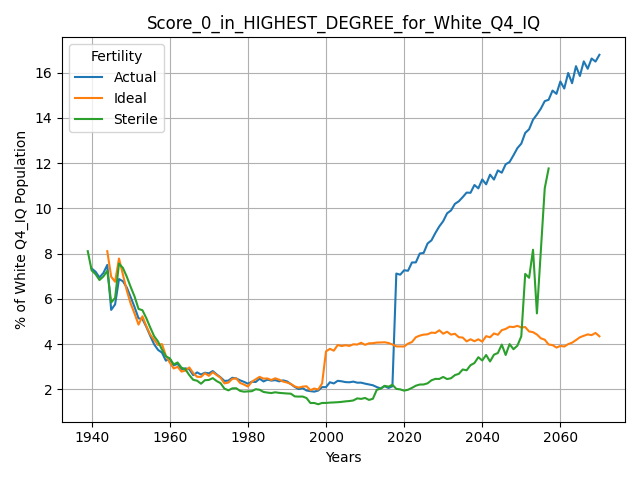 Score_0_in_HIGHEST_DEGREE_for_White_Q4_IQ
Fertility
Actual
Ideal
Sterile
% of White Q4_IQ Population
16
14
12
10
8
6
4
2
1940 1960 1980 2000 2020 2040 2060
Years